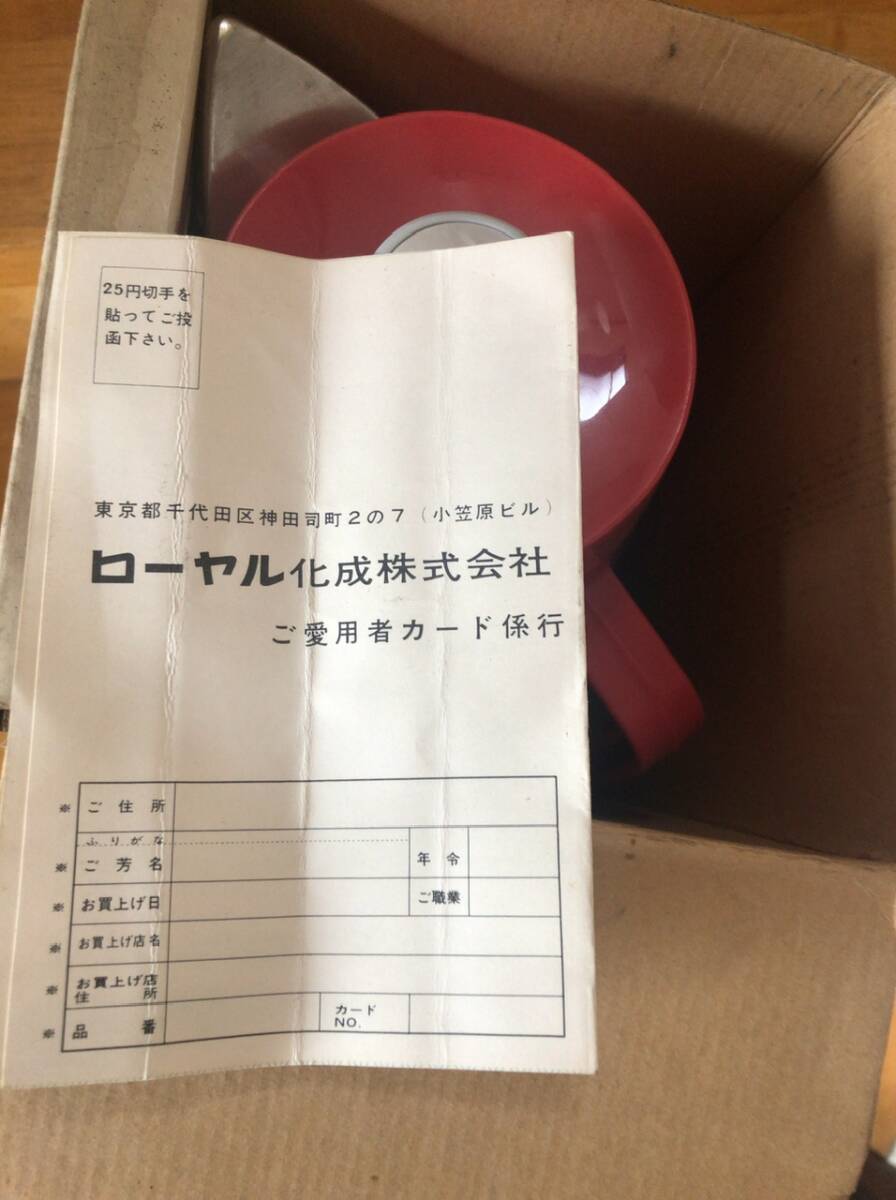 25円切手を
貼ってご投
函下さい。
東京都千代田区神田司町2の7（小笠原ビル）
ローヤル化成株式会社
ご愛用者カード係行
※ ご住所
ふりがな
※ ご芳名 年令
※ お買上げ日 ご職業
※ お買上げ店名
※ お買上げ店
住所
※ 品番 カード
NO.